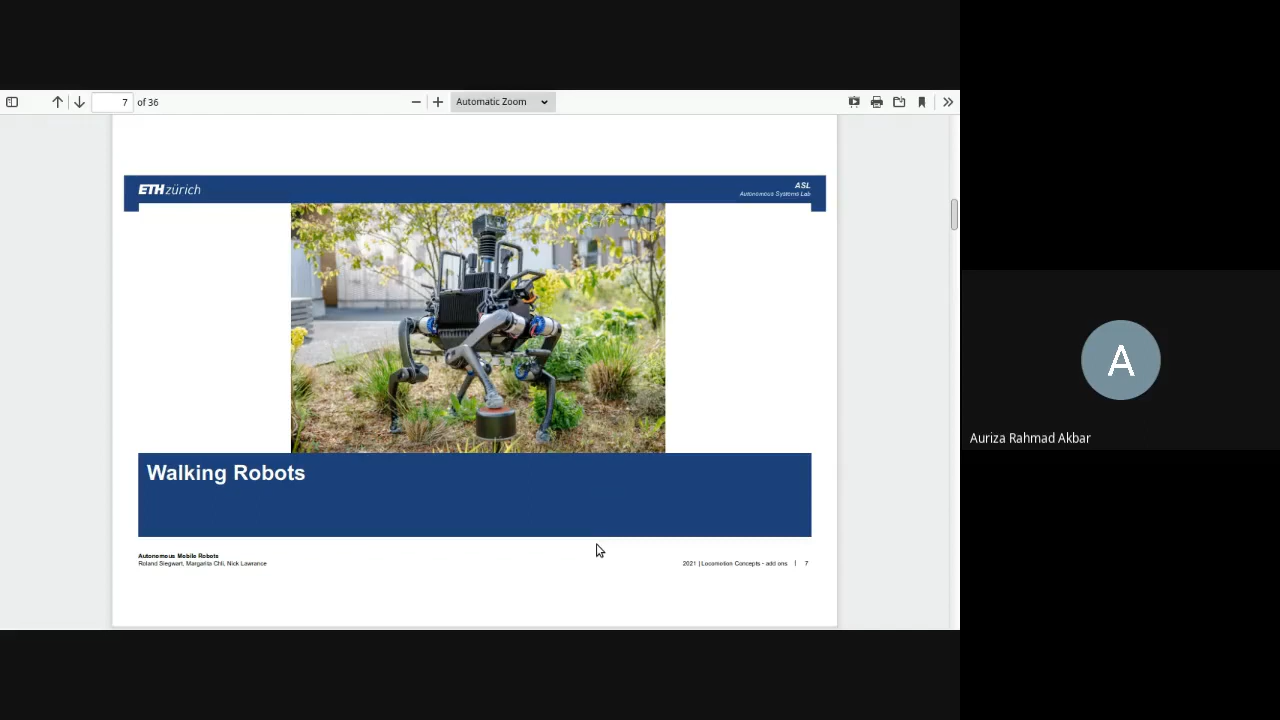 7 of 36
Automatic Zoom
ETH zürich
ASL
Autonomous Systems Lab
Walking Robots
Autonomous Mobile Robots
Roland Siegwart, Margarita Chli, Nick Lawrance
2021 | Locomotion Concepts - add ons | 7
A
Auriza Rahmad Akbar